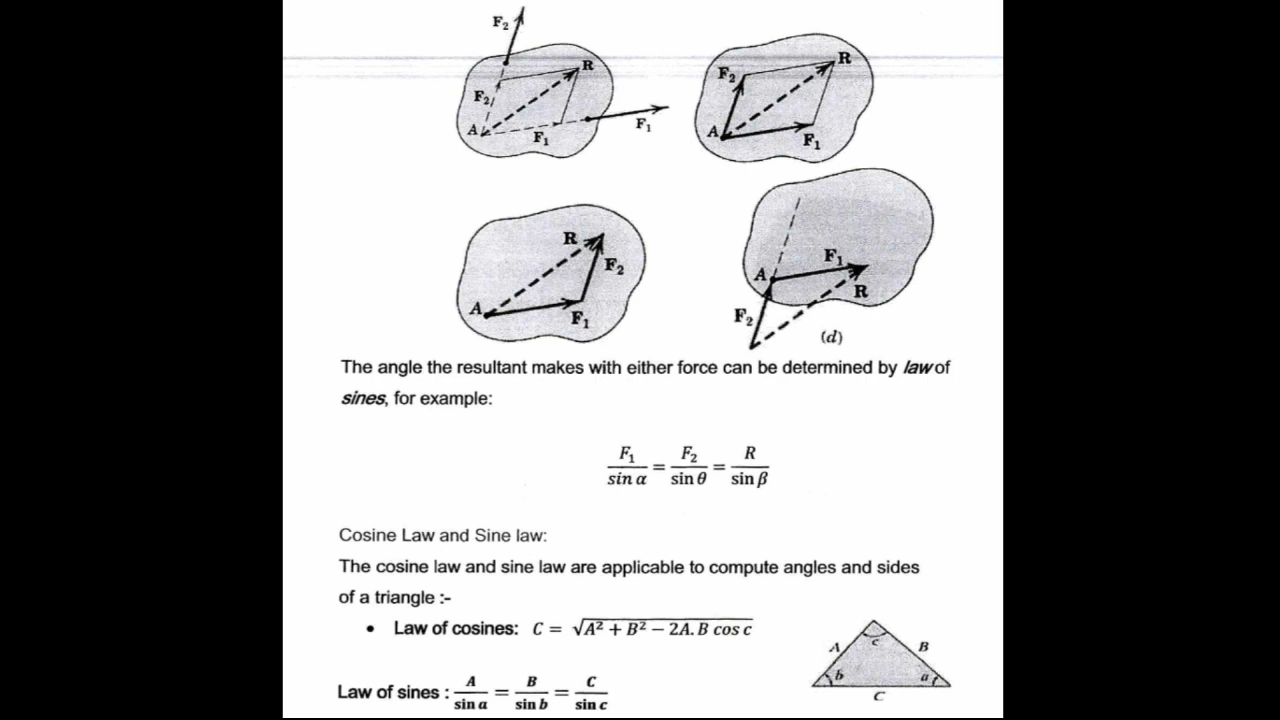 F₂
R
F₂
A
F₁
F₁
F₂
R
A
F₁
R
F₂
A
F₁
F₁
A
R
F₂
(d)
The angle the resultant makes with either force can be determined by law of
sines, for example:
F₁/sin α = F₂/sin θ = R/sin β
Cosine Law and Sine law:
The cosine law and sine law are applicable to compute angles and sides
of a triangle :-
• Law of cosines: C = √A² + B² − 2A. B cos c
A
c
B
b
a
C
Law of sines : A/sin a = B/sin b = C/sin c